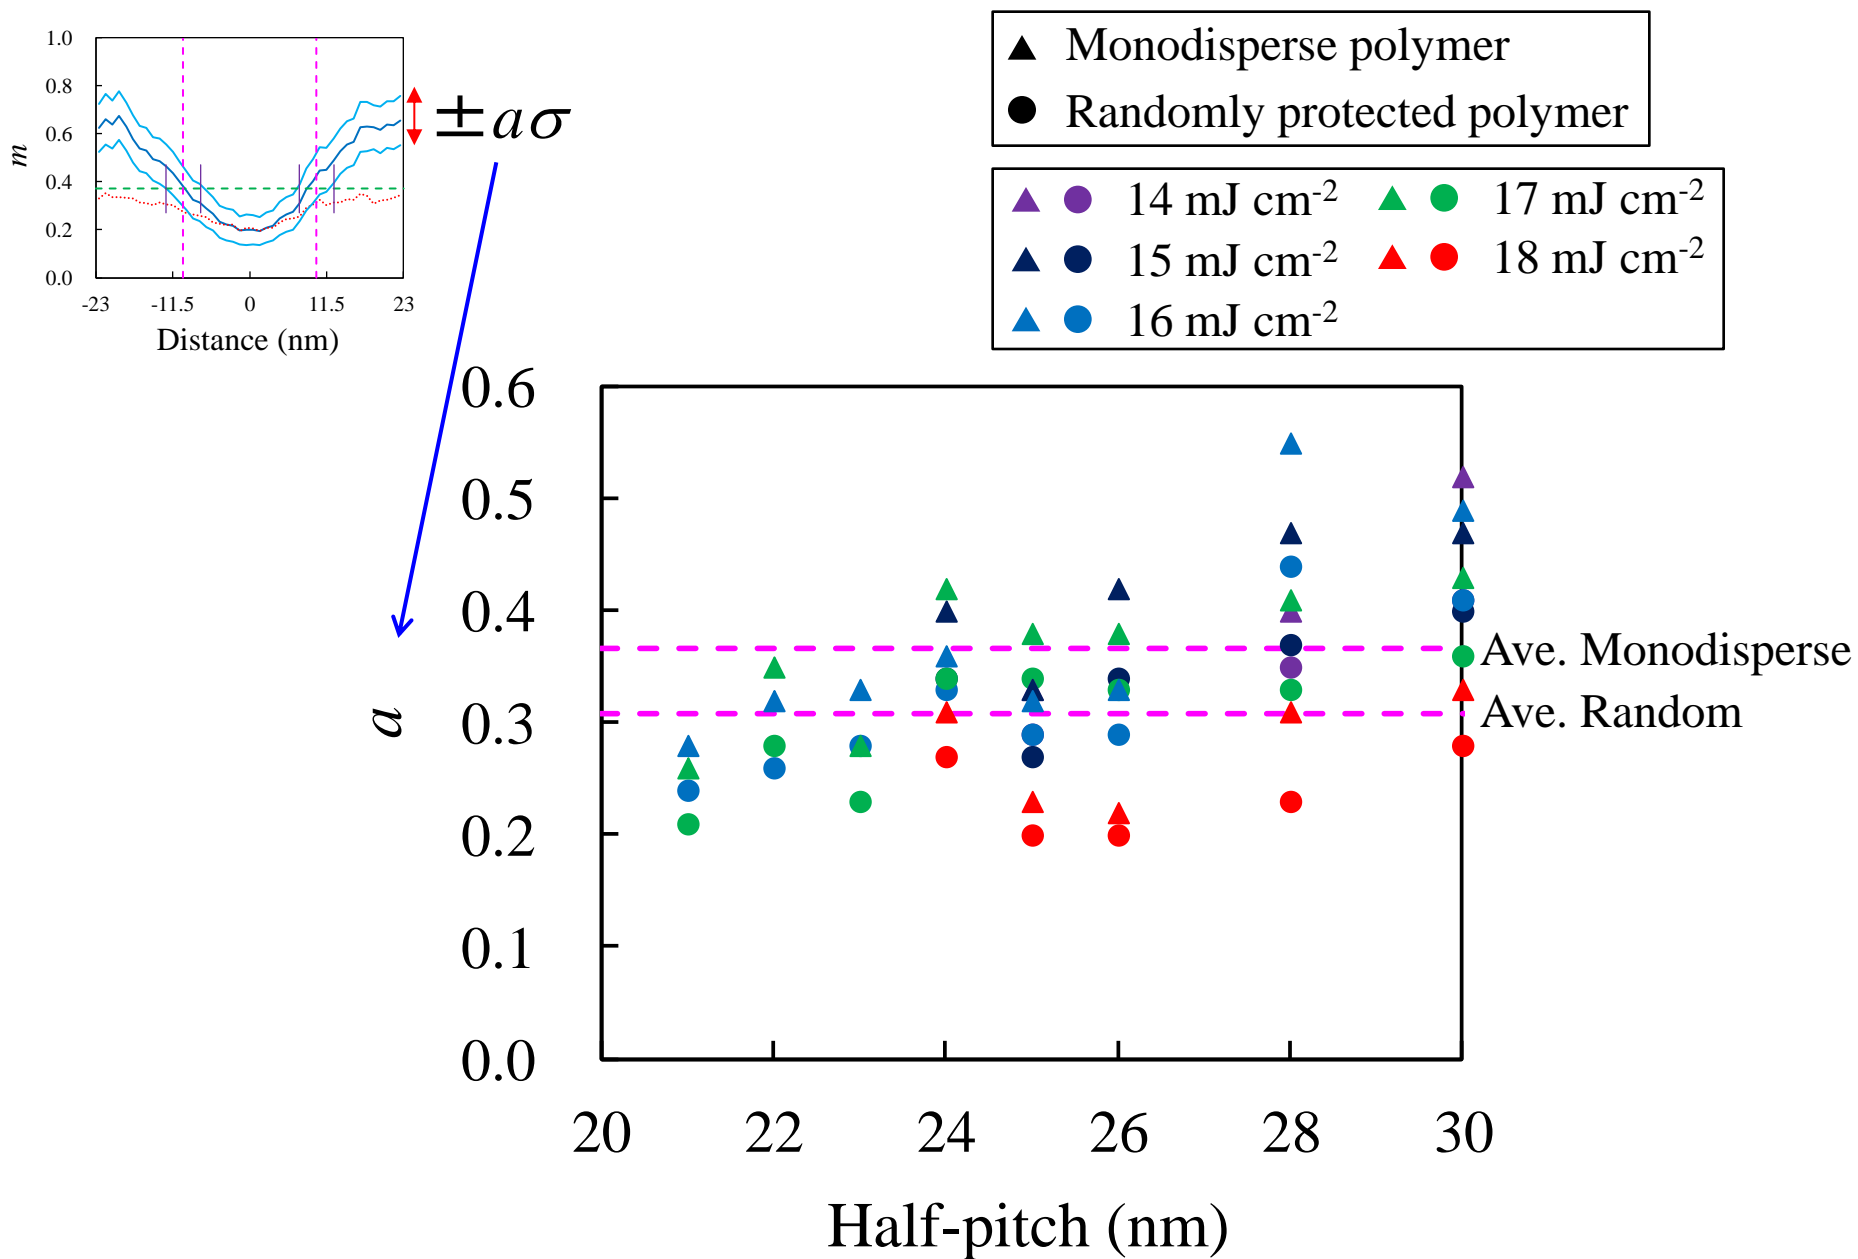 1.0
0.8
0.6
0.4
0.2
0.0
m
-23 -11.5 0 11.5 23
Distance (nm)
±aσ
Monodisperse polymer
Randomly protected polymer
14 mJ cm-2 17 mJ cm-2
15 mJ cm-2 18 mJ cm-2
16 mJ cm-2
0.6
0.5
0.4
0.3
0.2
0.1
0.0
a
Ave. Monodisperse
Ave. Random
20 22 24 26 28 30
Half-pitch (nm)